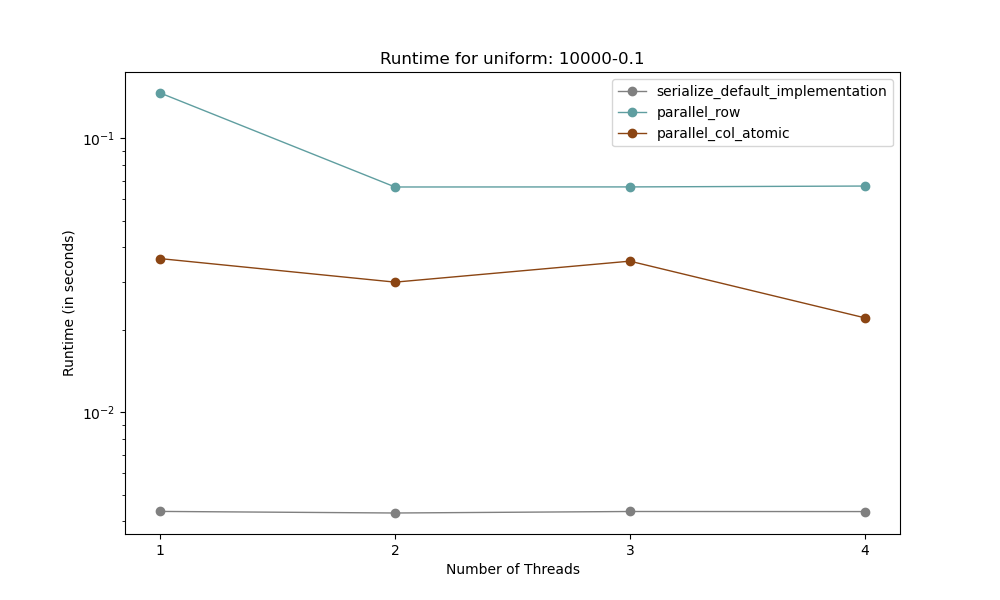 Runtime for uniform: 10000-0.1
serialize_default_implementation
parallel_row
parallel_col_atomic
10⁻¹
10⁻²
Runtime (in seconds)
1 2 3 4
Number of Threads